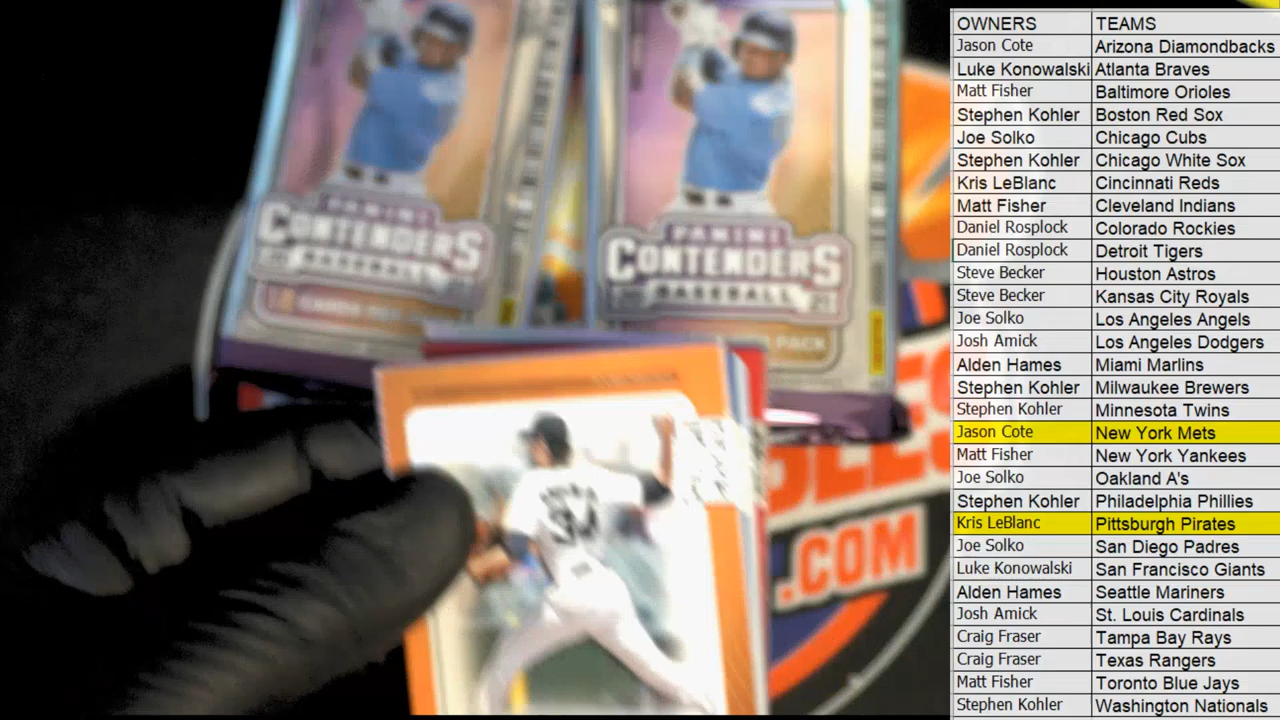 PANINI
CONTENDERS
BASEBALL
PANINI
CONTENDERS
BASEBALL
PACK
.COM
OWNERS TEAMS
Jason Cote Arizona Diamondbacks
Luke Konowalski Atlanta Braves
Matt Fisher Baltimore Orioles
Stephen Kohler Boston Red Sox
Joe Solko Chicago Cubs
Stephen Kohler Chicago White Sox
Kris LeBlanc Cincinnati Reds
Matt Fisher Cleveland Indians
Daniel Rosplock Colorado Rockies
Daniel Rosplock Detroit Tigers
Steve Becker Houston Astros
Steve Becker Kansas City Royals
Joe Solko Los Angeles Angels
Josh Amick Los Angeles Dodgers
Alden Hames Miami Marlins
Stephen Kohler Milwaukee Brewers
Stephen Kohler Minnesota Twins
Jason Cote New York Mets
Matt Fisher New York Yankees
Joe Solko Oakland A's
Stephen Kohler Philadelphia Phillies
Kris LeBlanc Pittsburgh Pirates
Joe Solko San Diego Padres
Luke Konowalski San Francisco Giants
Alden Hames Seattle Mariners
Josh Amick St. Louis Cardinals
Craig Fraser Tampa Bay Rays
Craig Fraser Texas Rangers
Matt Fisher Toronto Blue Jays
Stephen Kohler Washington Nationals